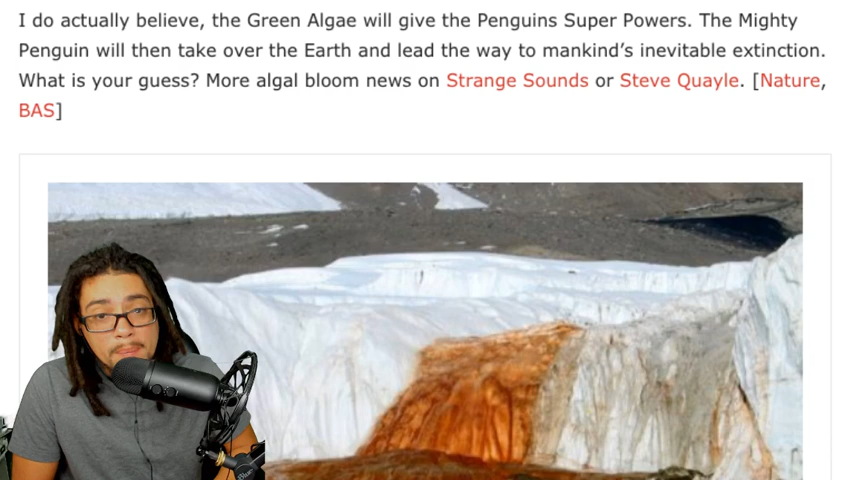 I do actually believe, the Green Algae will give the Penguins Super Powers. The Mighty
Penguin will then take over the Earth and lead the way to mankind’s inevitable extinction.
What is your guess? More algal bloom news on Strange Sounds or Steve Quayle. [Nature,
BAS]